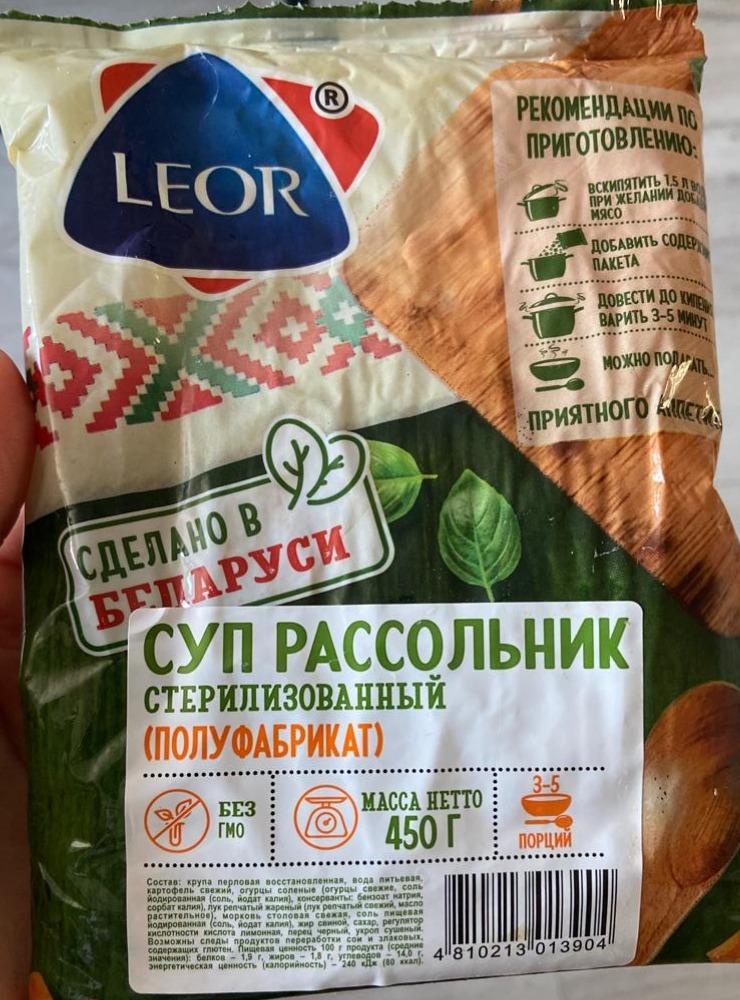 LEOR
®
РЕКОМЕНДАЦИИ ПО
ПРИГОТОВЛЕНИЮ:
ВСКИПЯТИТЬ 1,5 Л
ПРИ ЖЕЛАНИИ
МЯСО
ДОБАВИТЬ
ПАКЕТА
ДОВЕСТИ ДО
ВАРИТЬ 3-5 МИНУТ
МОЖНО
ПРИЯТНОГО
СДЕЛАНО В
БЕЛАРУСИ
СУП РАССОЛЬНИК
СТЕРИЛИЗОВАННЫЙ
(ПОЛУФАБРИКАТ)
БЕЗ
ГМО
МАССА НЕТТО
450 Г
3-5
ПОРЦИЙ
Состав: крупа перловая восстановленная, вода питьевая,
картофель свежий, огурцы соленые (огурцы свежие, соль
йодированная (соль, йодат калия), консерванты: бензоат натрия,
сорбат калия), лук репчатый жареный (лук репчатый свежий, масло
растительное), морковь столовая свежая, соль пищевая
йодированная (соль, йодат калия), жир свиной, сахар, регулятор
кислотности кислота лимонная, перец черный, укроп сушеный.
Возможны следы продуктов переработки сои и злаковых,
содержащих глютен. Пищевая ценность 100 г продукта (средние
значения): белков – 1,9 г, жиров – 1,8 г, углеводов – 14,0 г,
энергетическая ценность (калорийность) – 240 кДж (80 ккал).
4 810213 013904